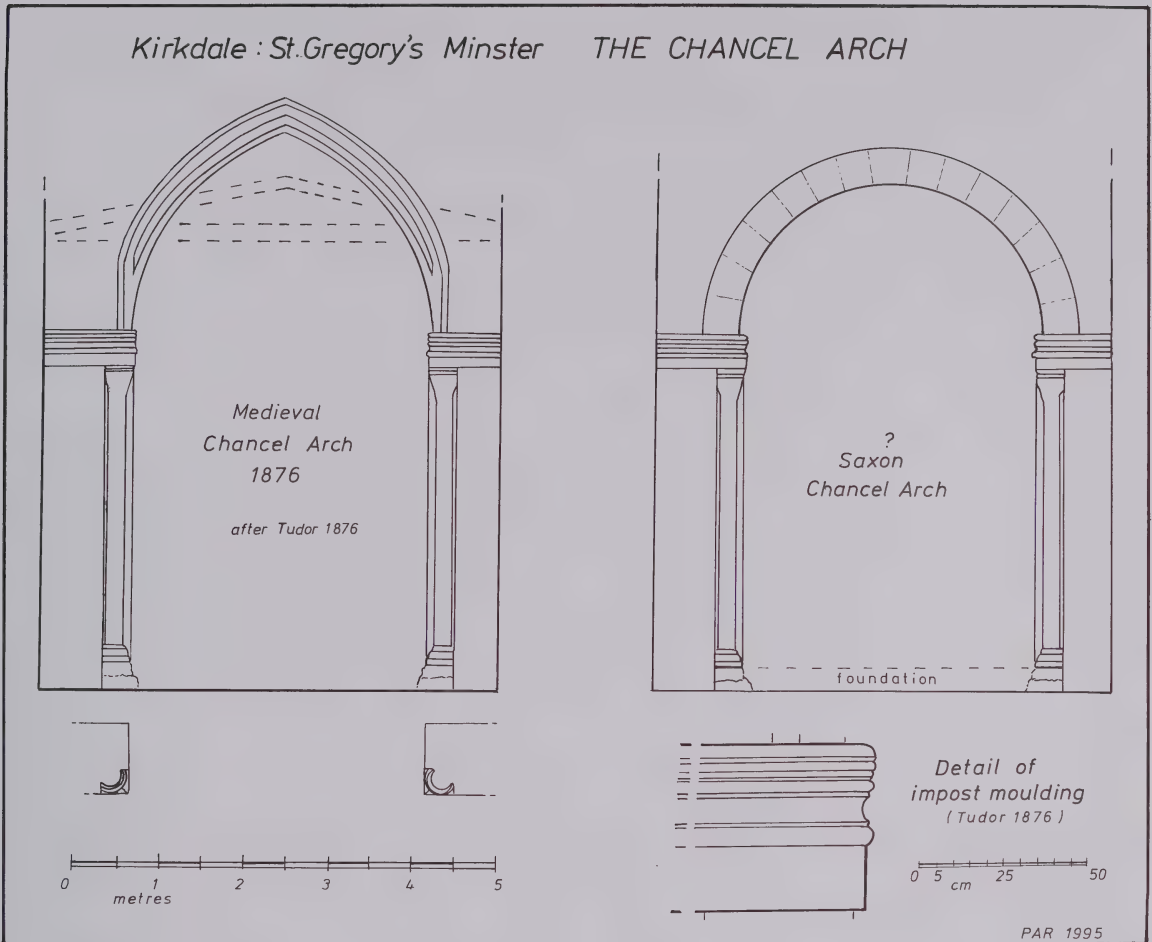 Kirkdale : St. Gregory's Minster THE CHANCEL ARCH
Medieval
Chancel Arch
1876
after Tudor 1876
?
Saxon
Chancel Arch
foundation
0 1 2 3 4 5
metres
Detail of
impost moulding
(Tudor 1876)
0 5 25 50
cm
PAR 1995